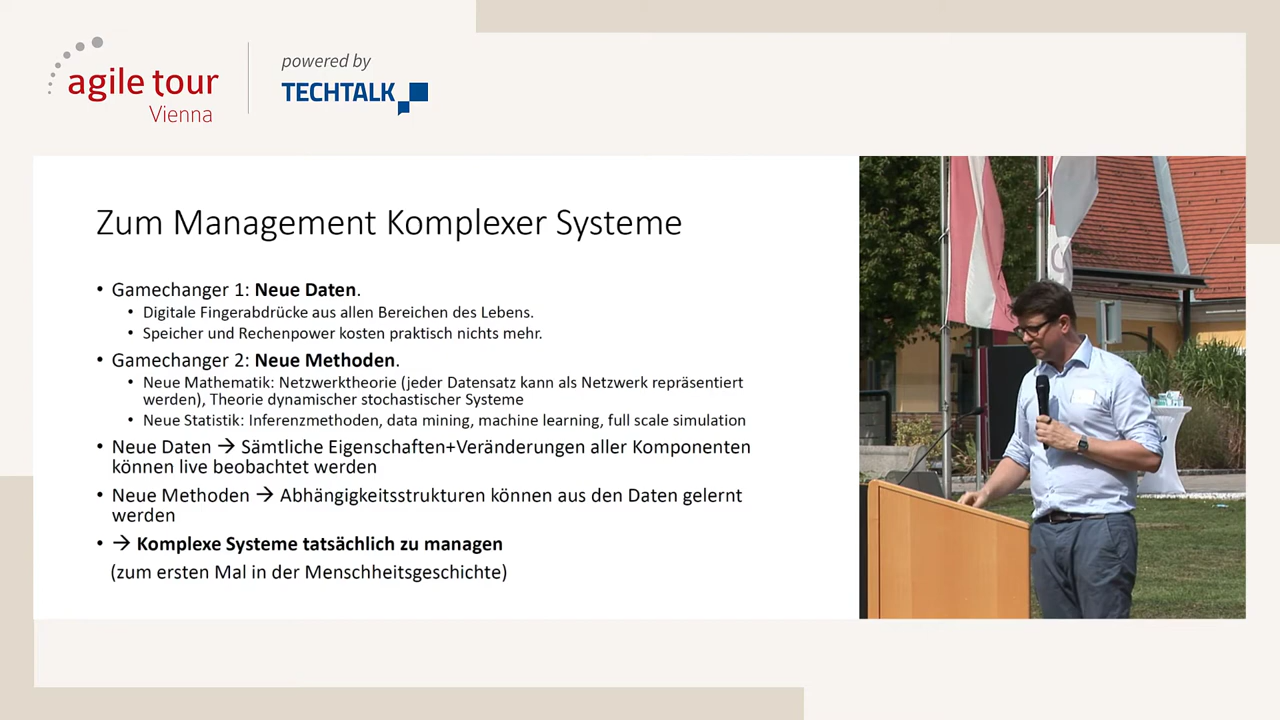 agile tour
Vienna
powered by
TECHTALK
Zum Management Komplexer Systeme
• Gamechanger 1: Neue Daten.
• Digitale Fingerabdrücke aus allen Bereichen des Lebens.
• Speicher und Rechenpower kosten praktisch nichts mehr.
• Gamechanger 2: Neue Methoden.
• Neue Mathematik: Netzwerktheorie (jeder Datensatz kann als Netzwerk repräsentiert
werden), Theorie dynamischer stochastischer Systeme
• Neue Statistik: Inferenzmethoden, data mining, machine learning, full scale simulation
• Neue Daten → Sämtliche Eigenschaften+Veränderungen aller Komponenten
können live beobachtet werden
• Neue Methoden → Abhängigkeitsstrukturen können aus den Daten gelernt
werden
• → Komplexe Systeme tatsächlich zu managen
(zum ersten Mal in der Menschheitsgeschichte)